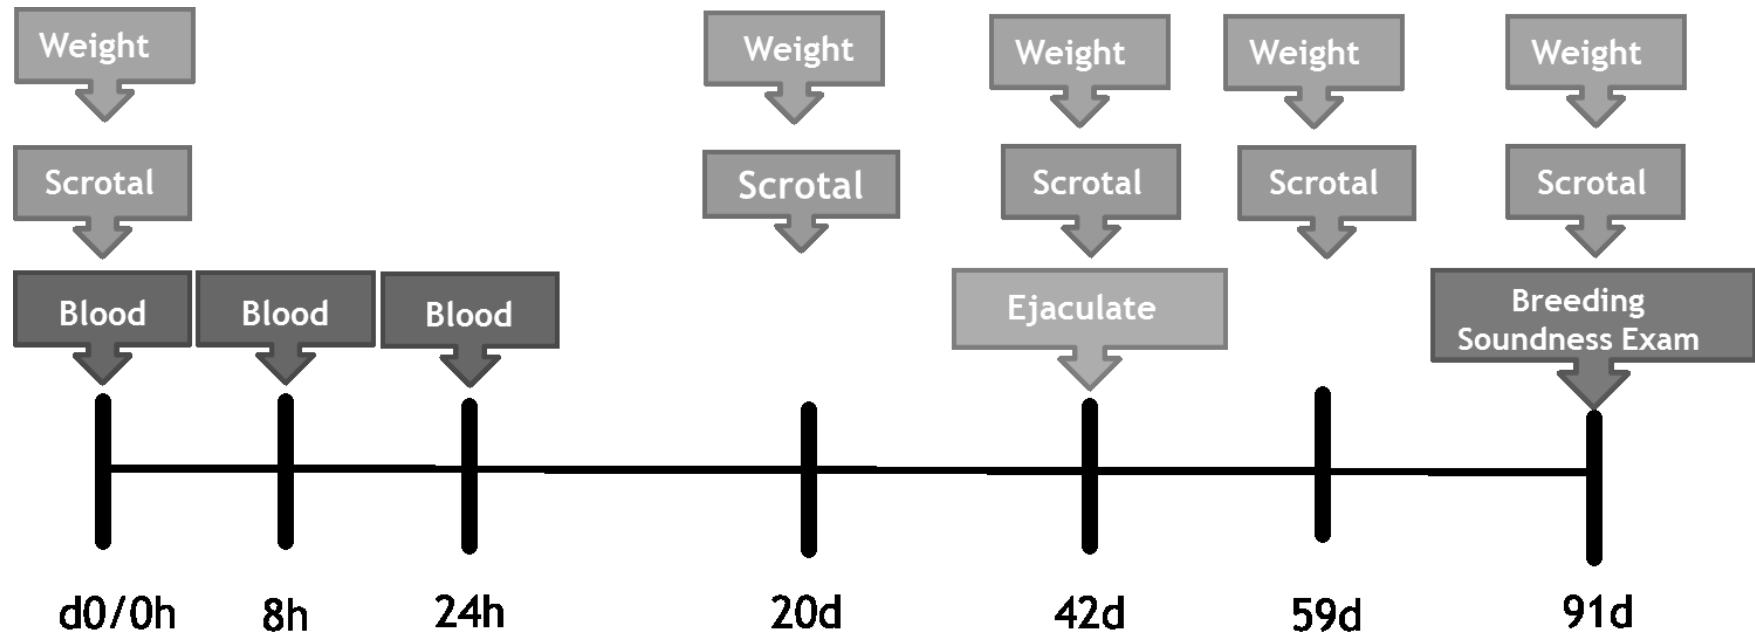 Weight
Weight
Weight
Weight
Weight
Scrotal
Scrotal
Scrotal
Scrotal
Scrotal
Blood
Blood
Blood
Ejaculate
Breeding
Soundness Exam
d0/0h
8h
24h
20d
42d
59d
91d